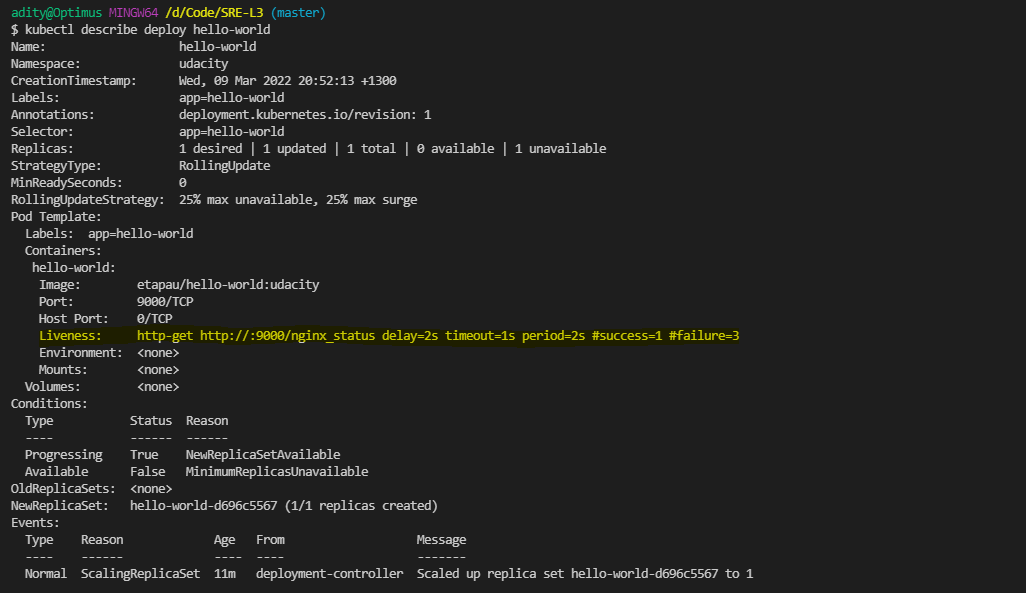 adity@Optimus MINGW64 /d/Code/SRE-L3 (master)
$ kubectl describe deploy hello-world
Name:                   hello-world
Namespace:              udacity
CreationTimestamp:      Wed, 09 Mar 2022 20:52:13 +1300
Labels:                 app=hello-world
Annotations:            deployment.kubernetes.io/revision: 1
Selector:               app=hello-world
Replicas:               1 desired | 1 updated | 1 total | 0 available | 1 unavailable
StrategyType:           RollingUpdate
MinReadySeconds:        0
RollingUpdateStrategy:  25% max unavailable, 25% max surge
Pod Template:
  Labels:  app=hello-world
  Containers:
   hello-world:
    Image:        etapau/hello-world:udacity
    Port:         9000/TCP
    Host Port:    0/TCP
    Liveness:     http-get http://:9000/nginx_status delay=2s timeout=1s period=2s #success=1 #failure=3
    Environment:  <none>
    Mounts:       <none>
  Volumes:        <none>
Conditions:
  Type           Status  Reason
  ----           ------  ------
  Progressing    True    NewReplicaSetAvailable
  Available      False   MinimumReplicasUnavailable
OldReplicaSets:  <none>
NewReplicaSet:   hello-world-d696c5567 (1/1 replicas created)
Events:
  Type    Reason             Age   From                   Message
  ----    ------             ----  ----                   -------
  Normal  ScalingReplicaSet  11m   deployment-controller  Scaled up replica set hello-world-d696c5567 to 1